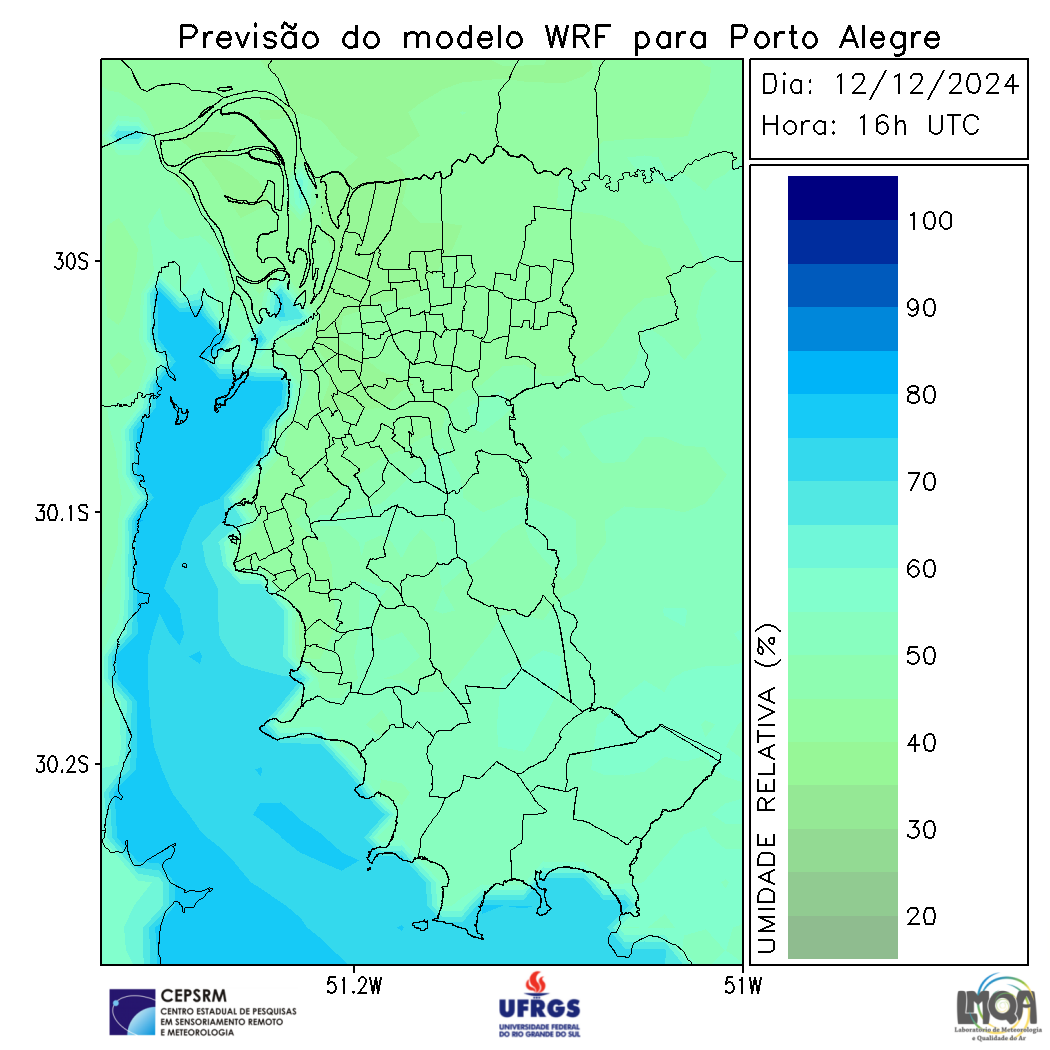 Previsão do modelo WRF para Porto Alegre
Dia: 12/12/2024
Hora: 16h UTC
30S
30.1S
30.2S
51.2W
51W
UMIDADE RELATIVA (%)
100
90
80
70
60
50
40
30
20
CEPSRM
CENTRO ESTADUAL DE PESQUISAS
EM SENSORIAMENTO REMOTO
E METEOROLOGIA
UFRGS
UNIVERSIDADE FEDERAL
DO RIO GRANDE DO SUL
LMQA
Laboratório de Meteorologia
e Qualidade do Ar